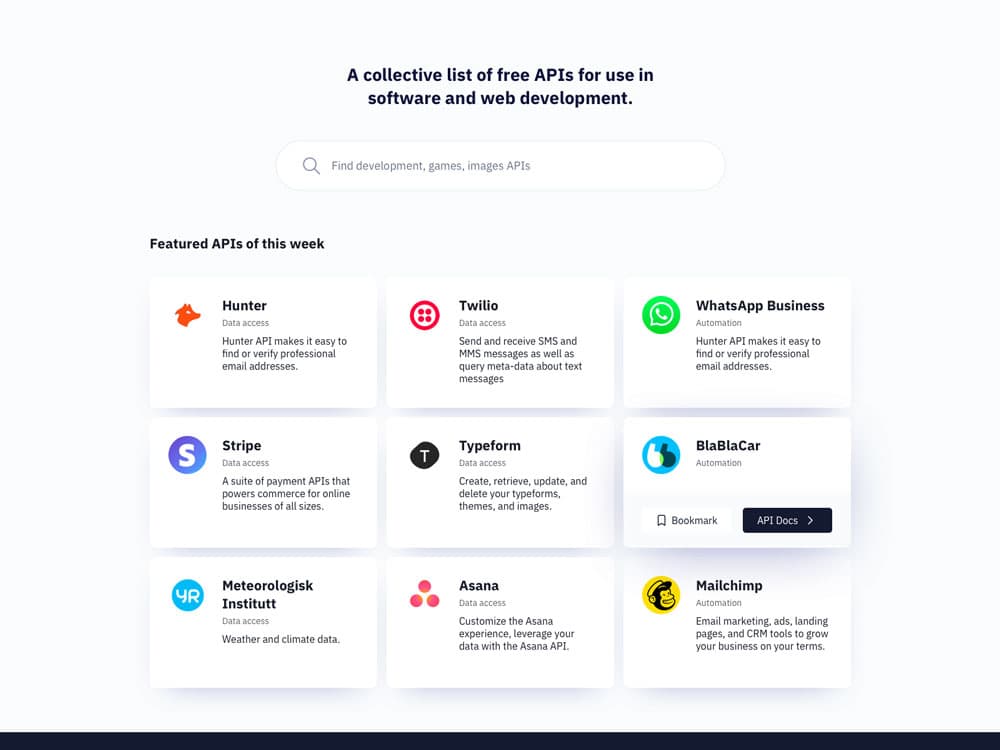 A collective list of free APIs for use in
software and web development.
Find development, games, images APIs
Featured APIs of this week
Hunter
Data access
Hunter API makes it easy to
find or verify professional
email addresses.
Twilio
Data access
Send and receive SMS and
MMS messages as well as
query meta-data about text
messages
WhatsApp Business
Automation
Hunter API makes it easy to
find or verify professional
email addresses.
S
Stripe
Data access
A suite of payment APIs that
powers commerce for online
businesses of all sizes.
T
Typeform
Data access
Create, retrieve, update, and
delete your typeforms,
themes, and images.
BlaBlaCar
Automation
Bookmark
API Docs
YR
Meteorologisk
Institutt
Data access
Weather and climate data.
Asana
Data access
Customize the Asana
experience, leverage your
data with the Asana API.
Mailchimp
Automation
Email marketing, ads, landing
pages, and CRM tools to grow
your business on your terms.